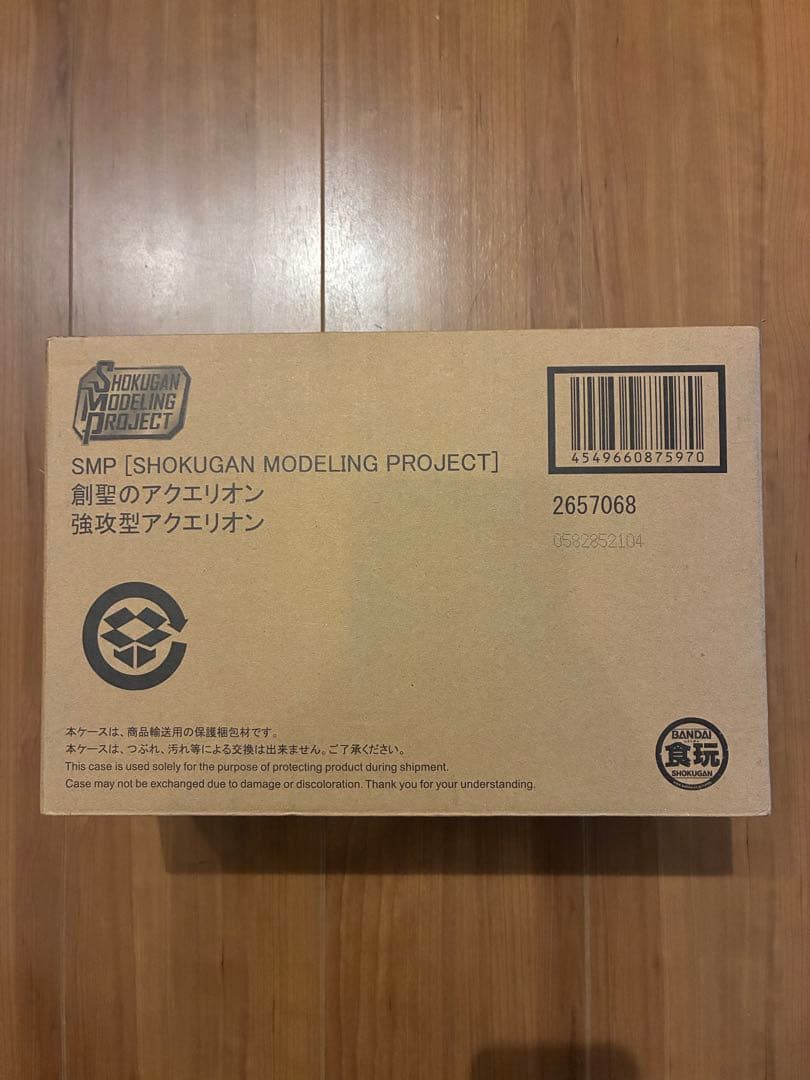 SHOKUGAN
MODELING
PROJECT
SMP [SHOKUGAN MODELING PROJECT]
創聖のアクエリオン
強攻型アクエリオン
4549660875970
2657068
0582852104
本ケースは、商品輸送用の保護梱包材です。
本ケースは、つぶれ、汚れ等による交換は出来ません。ご了承ください。
This case is used solely for the purpose of protecting product during shipment.
Case may not be exchanged due to damage or discoloration. Thank you for your understanding.
BANDAI
食玩
SHOKUGAN